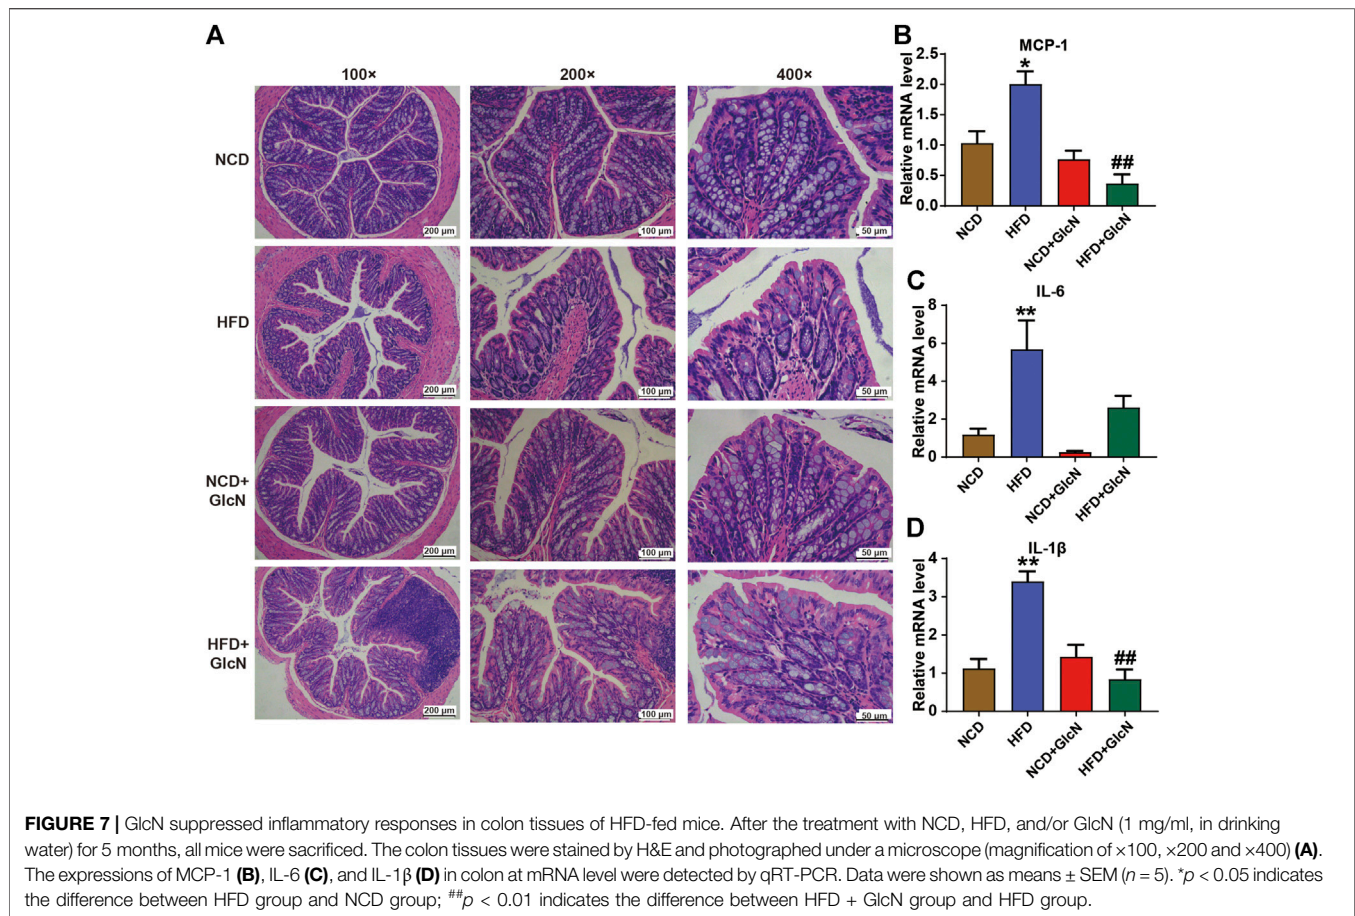 A
100×
200×
400×
NCD
200 μm
100 μm
50 μm
HFD
200 μm
100 μm
50 μm
NCD+
GlcN
200 μm
100 μm
50 μm
HFD+
GlcN
200 μm
100 μm
50 μm
B
MCP-1
Relative mRNA level
2.5
2.0
1.5
1.0
0.5
0.0
*
##
NCD
HFD
NCD+GlcN
HFD+GlcN
C
IL-6
Relative mRNA level
8
6
4
2
0
**
NCD
HFD
NCD+GlcN
HFD+GlcN
D
IL-1β
Relative mRNA level
4
3
2
1
0
**
##
NCD
HFD
NCD+GlcN
HFD+GlcN
FIGURE 7 | GlcN suppressed inflammatory responses in colon tissues of HFD-fed mice. After the treatment with NCD, HFD, and/or GlcN (1 mg/ml, in drinking
water) for 5 months, all mice were sacrificed. The colon tissues were stained by H&E and photographed under a microscope (magnification of ×100, ×200 and ×400) (A).
The expressions of MCP-1 (B), IL-6 (C), and IL-1β (D) in colon at mRNA level were detected by qRT-PCR. Data were shown as means ± SEM (n = 5). *p < 0.05 indicates
the difference between HFD group and NCD group; ##p < 0.01 indicates the difference between HFD + GlcN group and HFD group.